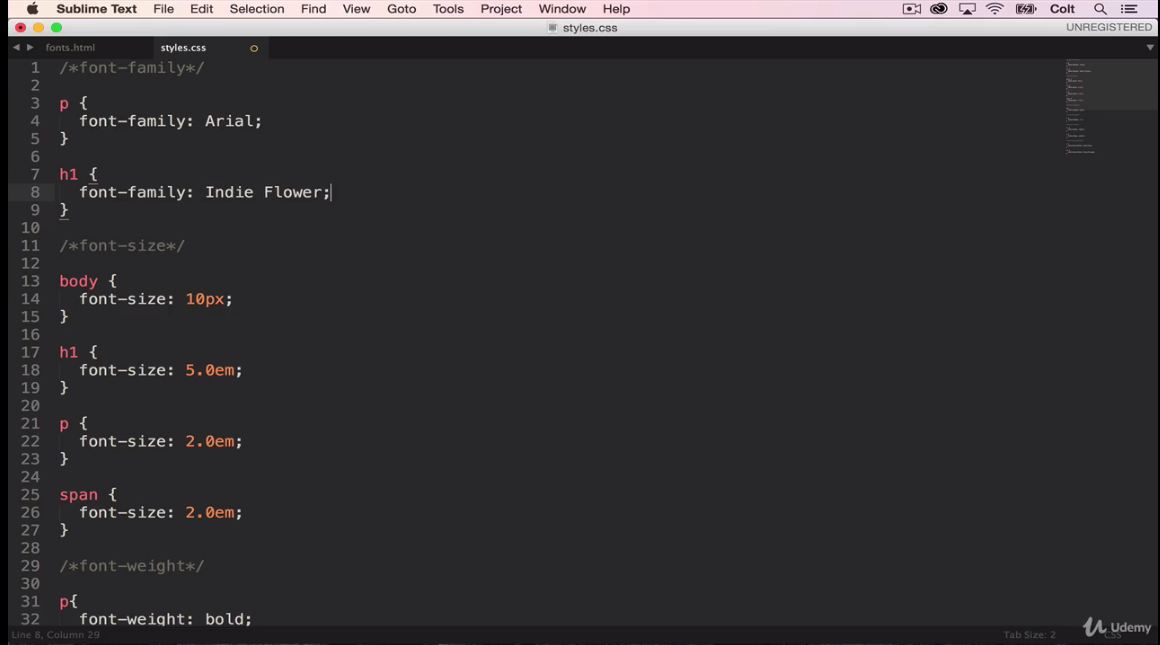 Sublime Text File Edit Selection Find View Goto Tools Project Window Help Colt
styles.css UNREGISTERED
fonts.html styles.css
1 /*font-family*/
2
3 p {
4 font-family: Arial;
5 }
6
7 h1 {
8 font-family: Indie Flower;
9 }
10
11 /*font-size*/
12
13 body {
14 font-size: 10px;
15 }
16
17 h1 {
18 font-size: 5.0em;
19 }
20
21 p {
22 font-size: 2.0em;
23 }
24
25 span {
26 font-size: 2.0em;
27 }
28
29 /*font-weight*/
30
31 p{
32 font-weight: bold;
Line 8, Column 29 Tab Size: 2 CSS
Udemy